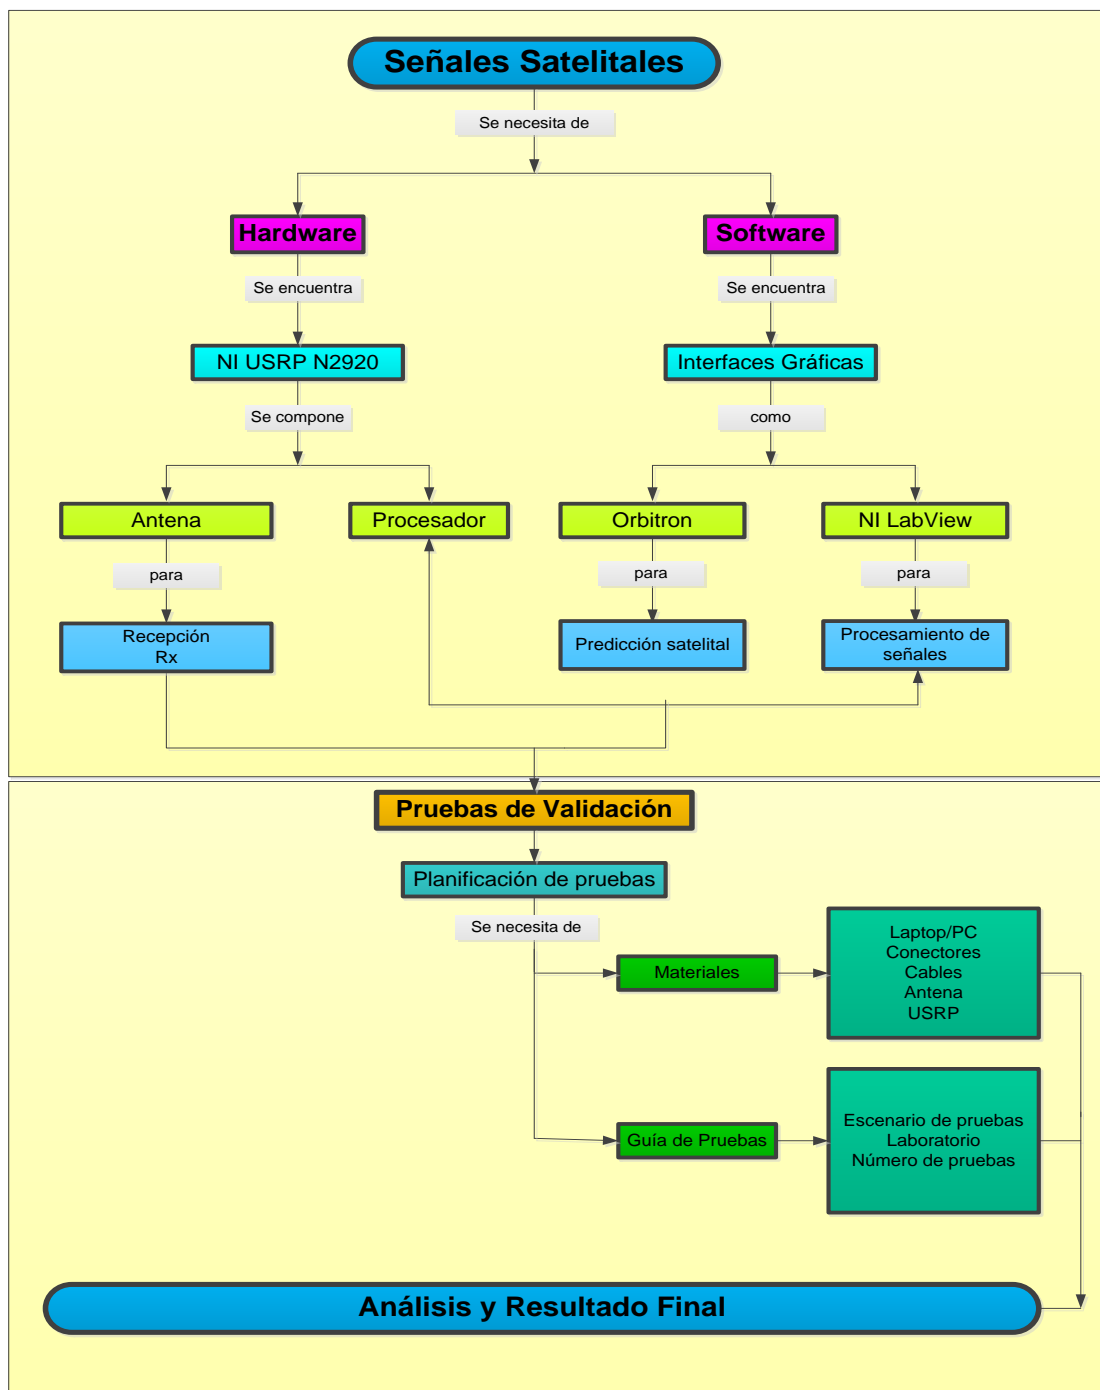 Señales Satelitales
Se necesita de
Hardware
Software
Se encuentra
Se encuentra
NI USRP N2920
Interfaces Gráficas
Se compone
como
Antena
Procesador
Orbitron
NI LabView
para
para
para
Recepción
Rx
Predicción satelital
Procesamiento de
señales
Pruebas de Validación
Planificación de pruebas
Se necesita de
Materiales
Laptop/PC
Conectores
Cables
Antena
USRP
Guía de Pruebas
Escenario de pruebas
Laboratorio
Número de pruebas
Análisis y Resultado Final